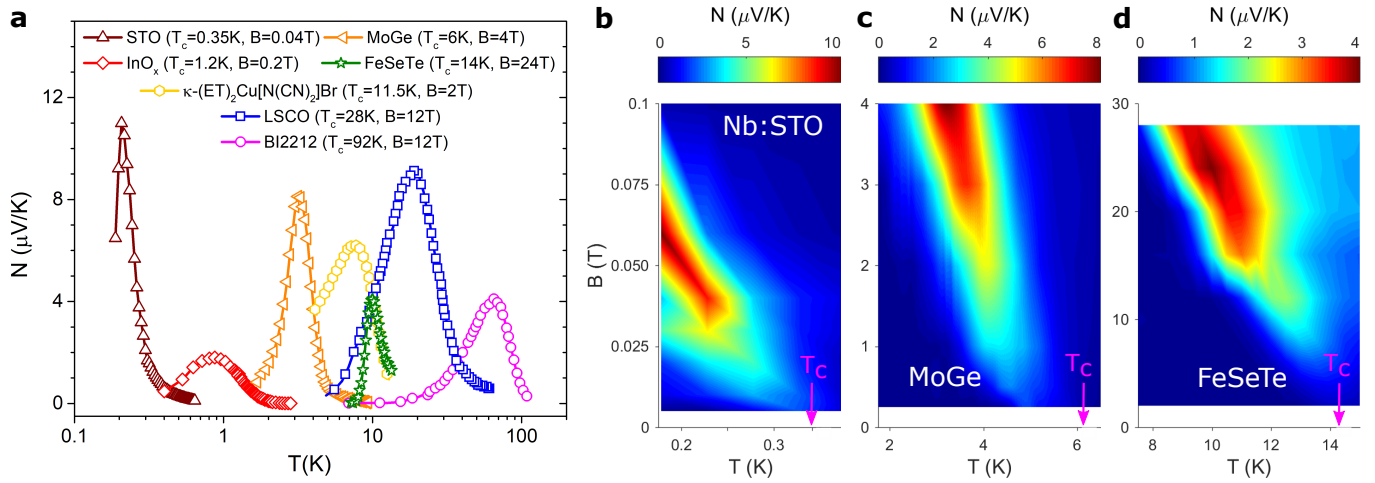 a
STO (Tc=0.35K, B=0.04T)
MoGe (Tc=6K, B=4T)
InOx (Tc=1.2K, B=0.2T)
FeSeTe (Tc=14K, B=24T)
κ-(ET)2Cu[N(CN)2]Br (Tc=11.5K, B=2T)
LSCO (Tc=28K, B=12T)
BI2212 (Tc=92K, B=12T)
N (μV/K)
12
8
4
0
0.1
1
10
100
T(K)
b
N (μV/K)
0
5
10
Nb:STO
B (T)
0.1
0.075
0.050
0.025
0
Tc
0.2
0.3
T (K)
c
N (μV/K)
0
2
4
6
8
4
3
2
1
0
MoGe
Tc
2
4
6
T (K)
d
N (μV/K)
0
1
2
3
4
30
20
10
0
FeSeTe
Tc
8
10
12
14
T (K)